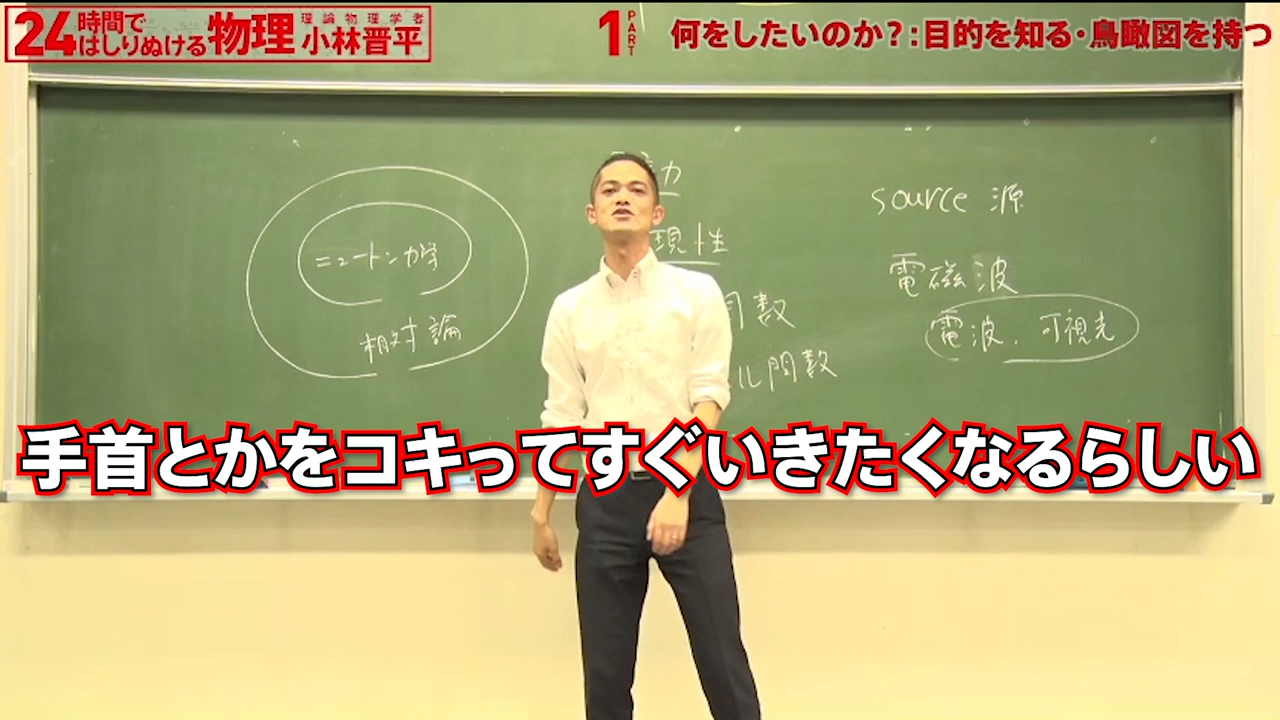 24時間で
はしりぬける物理
理論物理学者
小林晋平
PART 1
何をしたいのか?:目的を知る・鳥瞰図を持つ
ニュートン力学
相対論
力
現性
数
ル関数
source 源
電磁波
電波、可視光
手首とかをコキってすぐいきたくなるらしい